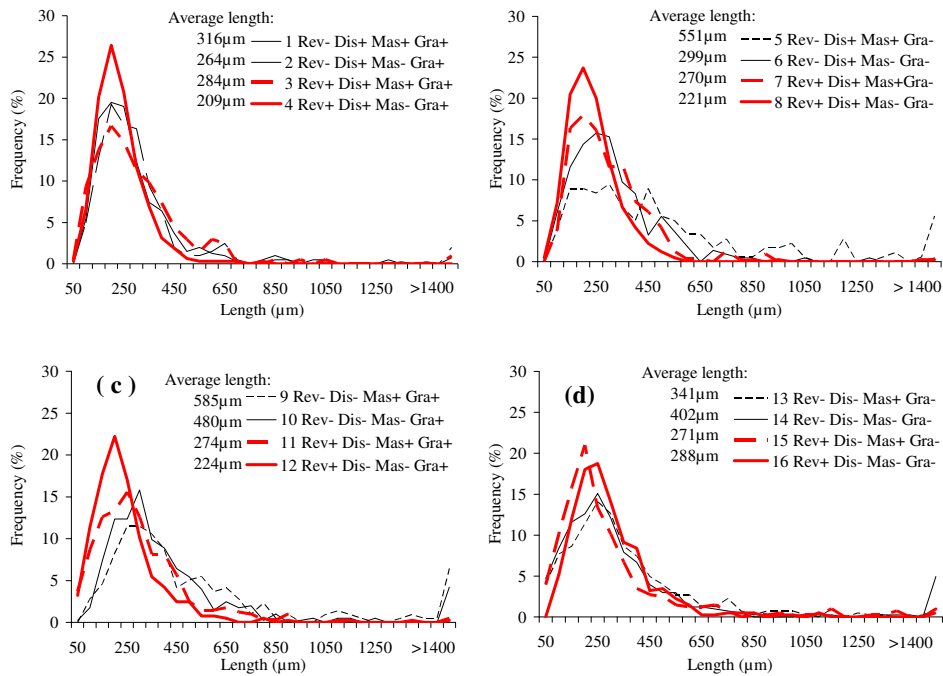 Average length:
316µm 1 Rev- Dis+ Mas+ Gra+
264µm 2 Rev- Dis+ Mas- Gra+
284µm 3 Rev+ Dis+ Mas+ Gra+
209µm 4 Rev+ Dis+ Mas- Gra+
30
25
20
15
10
5
0
Frequency (%)
50 250 450 650 850 1050 1250 >1400
Length (µm)
Average length:
551µm 5 Rev- Dis+ Mas+ Gra-
299µm 6 Rev- Dis+ Mas- Gra-
270µm 7 Rev+ Dis+ Mas+Gra-
221µm 8 Rev+ Dis+ Mas- Gra-
30
25
20
15
10
5
0
Frequency (%)
50 250 450 650 850 1050 1250 > 1400
Length (µm)
( c )
Average length:
585µm 9 Rev- Dis- Mas+ Gra+
480µm 10 Rev- Dis- Mas- Gra+
274µm 11 Rev+ Dis- Mas+ Gra+
224µm 12 Rev+ Dis- Mas- Gra+
30
25
20
15
10
5
0
Frequency (%)
50 250 450 650 850 1050 1250 >1400
Length (µm)
(d)
Average length:
341µm 13 Rev- Dis- Mas+ Gra-
402µm 14 Rev- Dis- Mas- Gra-
271µm 15 Rev+ Dis- Mas+ Gra-
288µm 16 Rev+ Dis- Mas- Gra-
30
25
20
15
10
5
0
Frequency (%)
50 250 450 650 850 1050 1250 >1400
Length (µm)